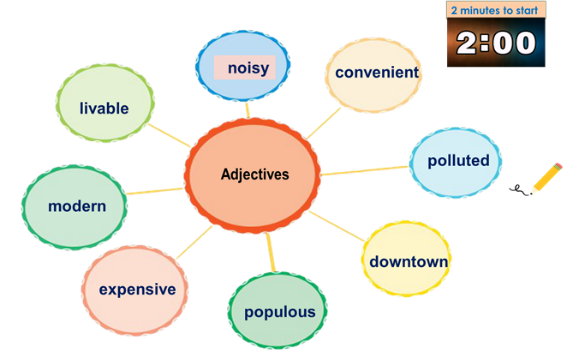 2 minutes to start
2:00
noisy
convenient
livable
polluted
Adjectives
modern
downtown
expensive
populous